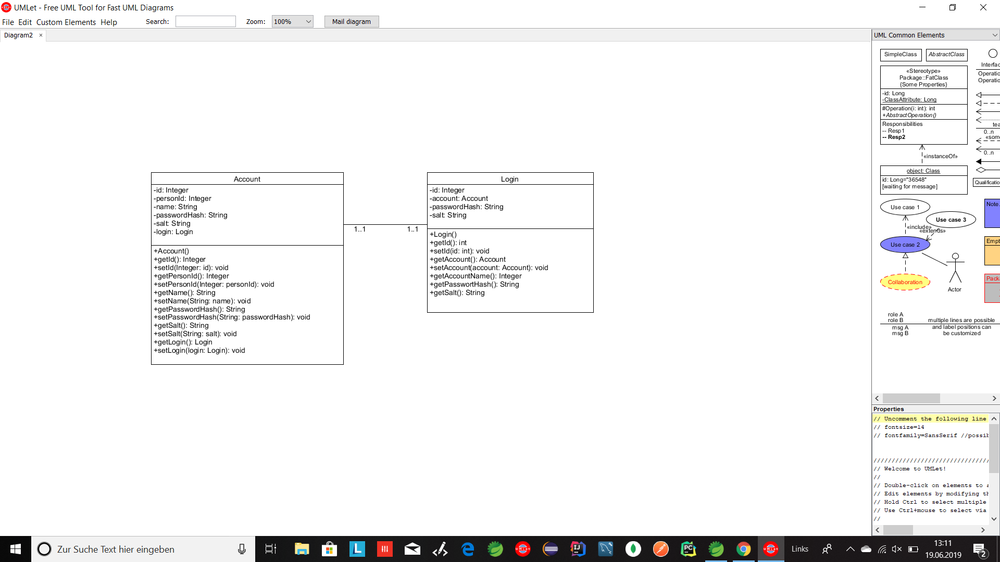 UMLet - Free UML Tool for Fast UML Diagrams
File Edit Custom Elements Help Search: Zoom: 100% Mail diagram
Diagram2 ×
Account
-id: Integer
-personId: Integer
-name: String
-passwordHash: String
-salt: String
-login: Login
+Account()
+getId(): Integer
+setId(Integer: id): void
+getPersonId(): Integer
+setPersonId(Integer: personId): void
+getName(): String
+setName(String: name): void
+getPasswordHash(): String
+setPasswordHash(String: passwordHash): void
+getSalt(): String
+setSalt(String: salt): void
+getLogin(): Login
+setLogin(login: Login): void
1..1 1..1
Login
-id: Integer
-account: Account
-passwordHash: String
-salt: String
+Login()
+getId(): int
+setId(id: int): void
+getAccount(): Account
+setAccount(account: Account): void
+getAccountName(): Integer
+getPasswortHash(): String
+getSalt(): String
UML Common Elements
SimpleClass
AbstractClass
«Stereotype»
Package::FatClass
{Some Properties}
-id: Long
-ClassAttribute: Long
#Operation(i: int): int
+AbstractOperation()
Responsibilities
-- Resp1
-- Resp2
«instanceOf»
object: Class
id: Long="36548"
[waiting for message]
Interfac
Operatio
Operatio
tea
0..n
«som
0..n
Qualificatio
Use case 1
Use case 3
«include»
«extends»
Use case 2
Collaboration
Actor
Note.
Empt
Packa
role A
role B
msg A
msg B
multiple lines are possible
and label positions can
be customized
Properties
// Uncomment the following line
// fontsize=14
// fontfamily=SansSerif //possib
////////////////////////////////
// Welcome to UMLet!
//
// Double-click on elements to a
// Edit elements by modifying th
// Hold Ctrl to select multiple
// Use Ctrl+mouse to select via
//
Zur Suche Text hier eingeben
Links
13:11
19.06.2019
2